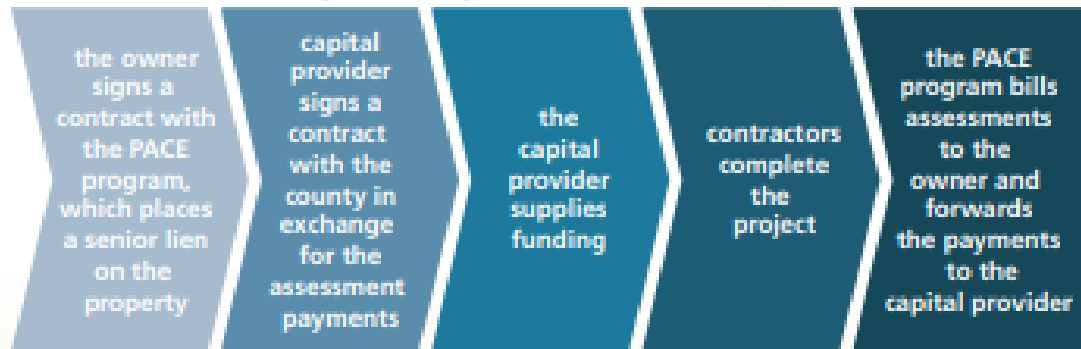 the owner
signs a
contract with
the PACE
program,
which places
a senior lien
on the
property
capital
provider
signs a
contract
with the
county in
exchange
for the
assessment
payments
the
capital
provider
supplies
funding
contractors
complete
the
project
the PACE
program bills
assessments
to the
owner and
forwards
the payments
to the
capital provider